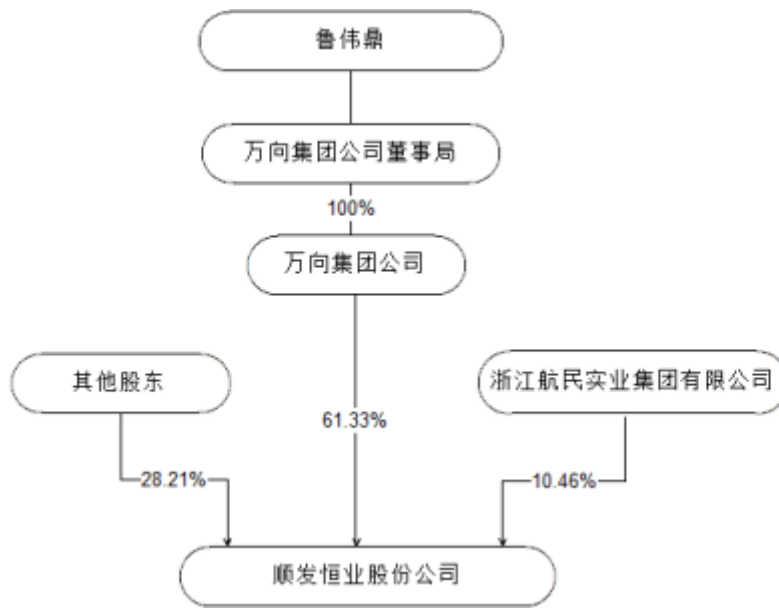 鲁伟鼎
万向集团公司董事局
100%
万向集团公司
其他股东
浙江航民实业集团有限公司
61.33%
28.21%
10.46%
顺发恒业股份公司